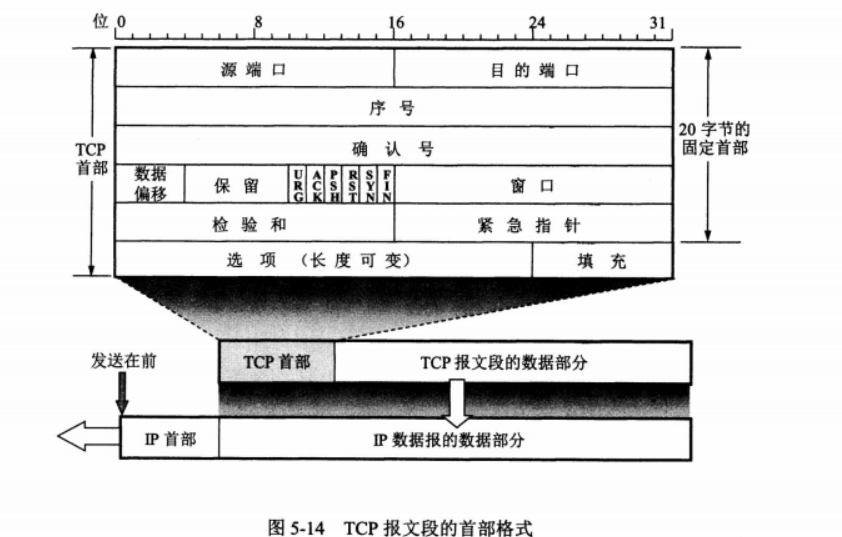 位 0 8 16 24 31
源端口 目的端口
序号
TCP
首部
20 字节的
固定首部
确认号
数据
偏移
保留
URG
ACK
PSH
RST
SYN
FIN
窗口
检验和 紧急指针
选项 (长度可变) 填充
发送在前
TCP 首部 TCP 报文段的数据部分
IP 首部 IP 数据报的数据部分
图 5-14 TCP 报文段的首部格式